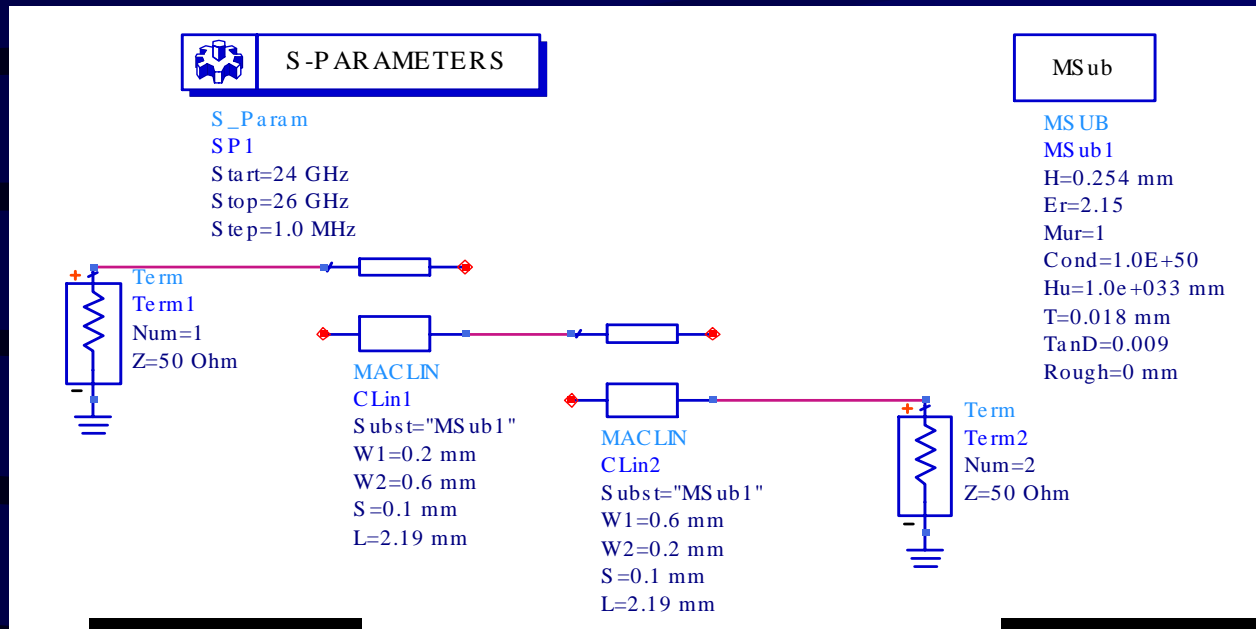 S-PARAMETERS
S_Param
SP1
Start=24 GHz
Stop=26 GHz
Step=1.0 MHz
MSub
MSUB
MSub1
H=0.254 mm
Er=2.15
Mur=1
Cond=1.0E+50
Hu=1.0e+033 mm
T=0.018 mm
TanD=0.009
Rough=0 mm
+
Term
Term1
Num=1
Z=50 Ohm
-
MACLIN
CLin1
Subst="MSub1"
W1=0.2 mm
W2=0.6 mm
S=0.1 mm
L=2.19 mm
MACLIN
CLin2
Subst="MSub1"
W1=0.6 mm
W2=0.2 mm
S=0.1 mm
L=2.19 mm
+
Term
Term2
Num=2
Z=50 Ohm
-